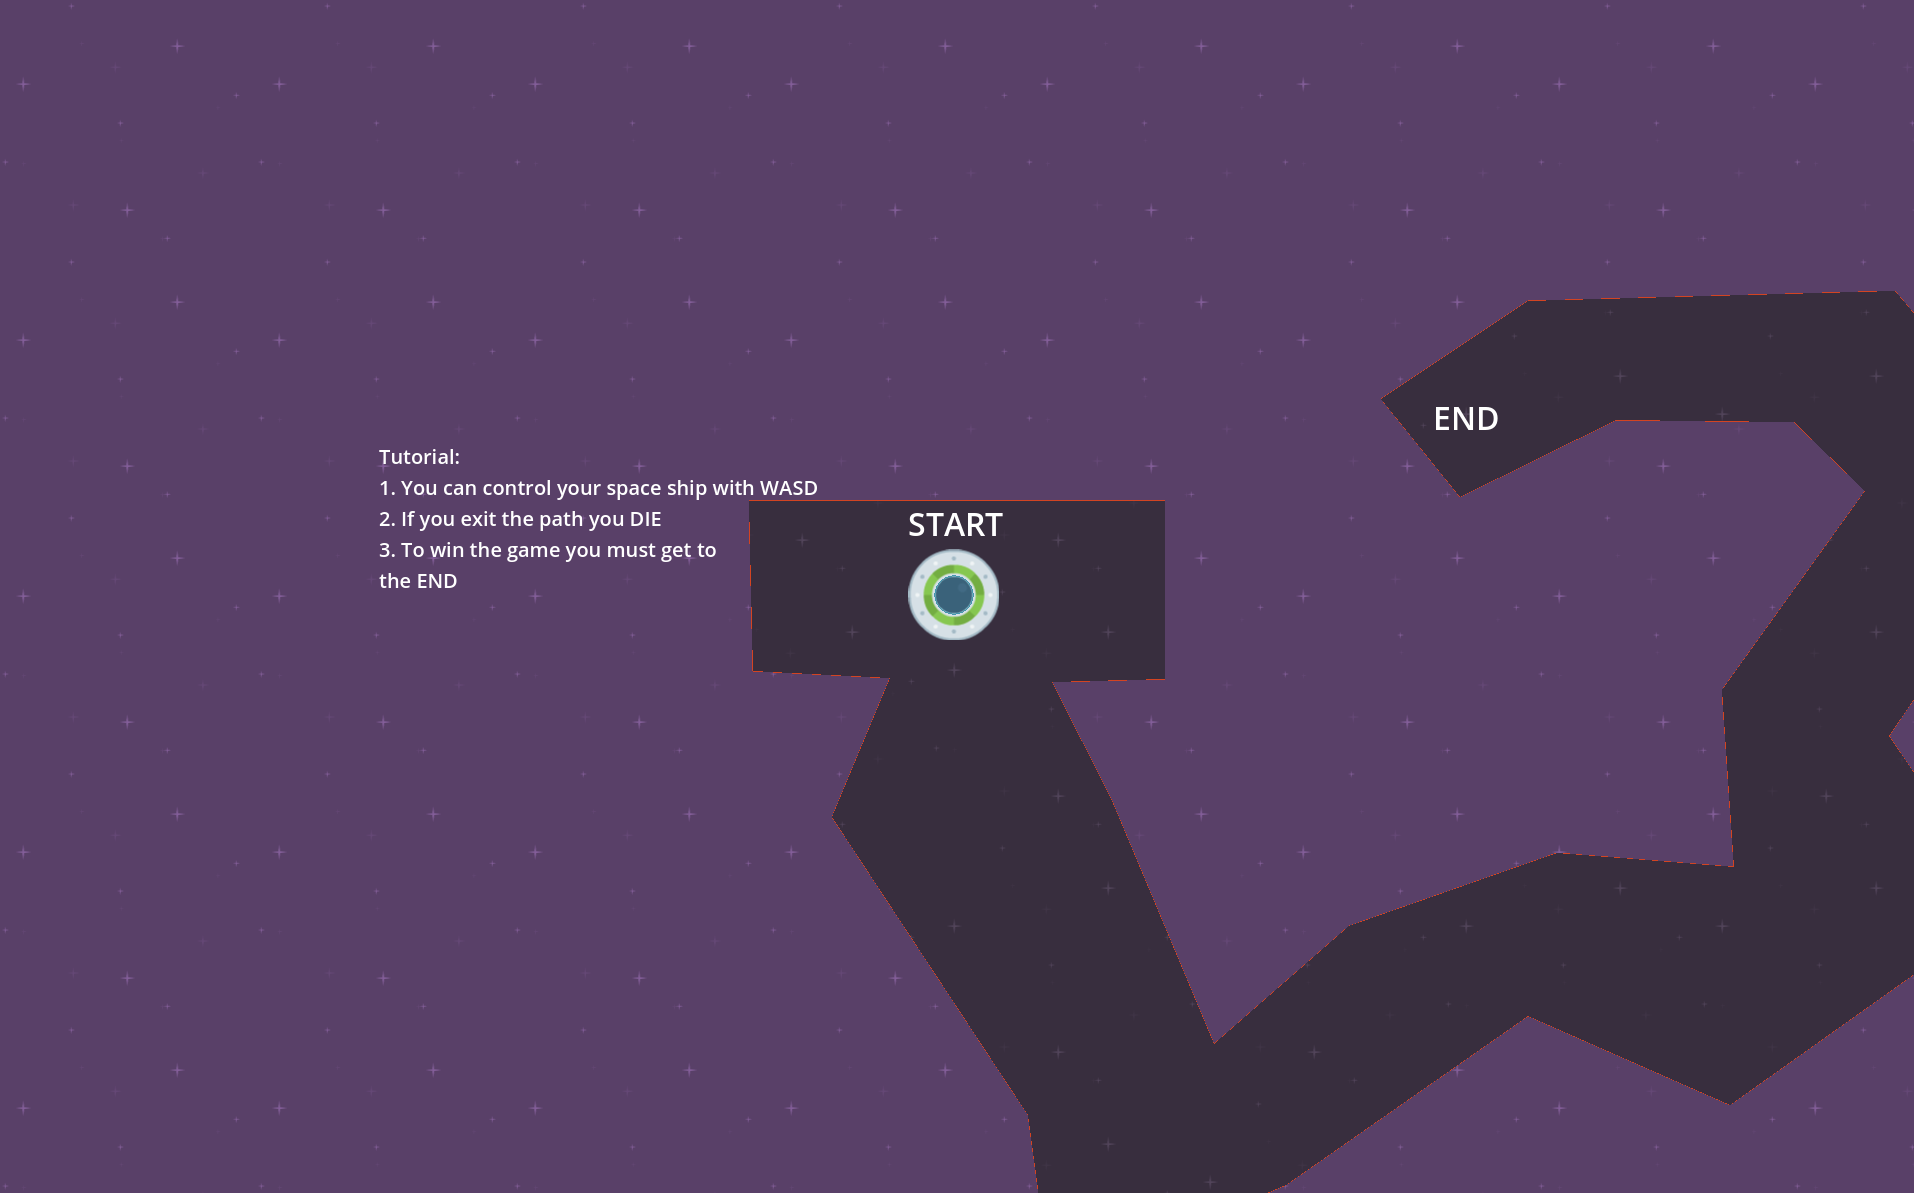 END
Tutorial:
1. You can control your space ship with WASD
2. If you exit the path you DIE
3. To win the game you must get to
the END
START